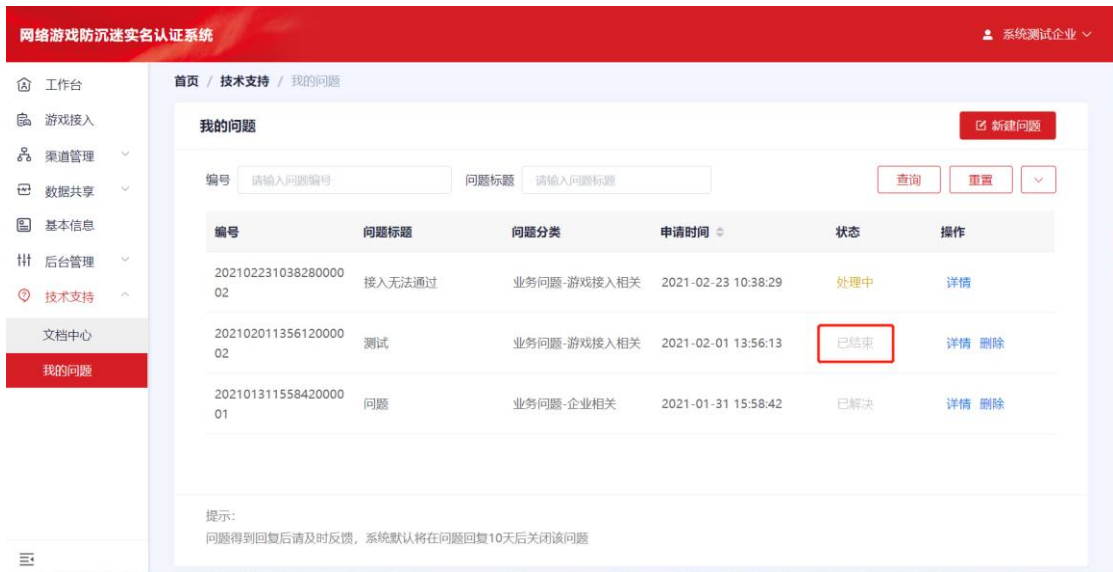 网络游戏防沉迷实名认证系统
系统测试企业
工作台
游戏接入
渠道管理
数据共享
基本信息
后台管理
技术支持
文档中心
我的问题
首页 / 技术支持 / 我的问题
我的问题
新建问题
编号 请输入问题编号 问题标题 请输入问题标题 查询 重置
编号 问题标题 问题分类 申请时间 状态 操作
202102231038280000
02 接入无法通过 业务问题-游戏接入相关 2021-02-23 10:38:29 处理中 详情
202102011356120000
02 测试 业务问题-游戏接入相关 2021-02-01 13:56:13 已结束 详情 删除
202101311558420000
01 问题 业务问题-企业相关 2021-01-31 15:58:42 已解决 详情 删除
提示:
问题得到回复后请及时反馈，系统默认将在问题回复10天后关闭该问题